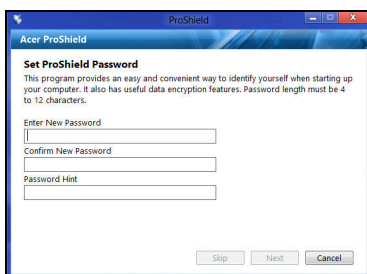 ProShield
Acer ProShield
Set ProShield Password
This program provides an easy and convenient way to identify yourself when starting up
your computer. It also has useful data encryption features. Password length must be 4
to 12 characters.
Enter New Password
Confirm New Password
Password Hint
Skip Next Cancel